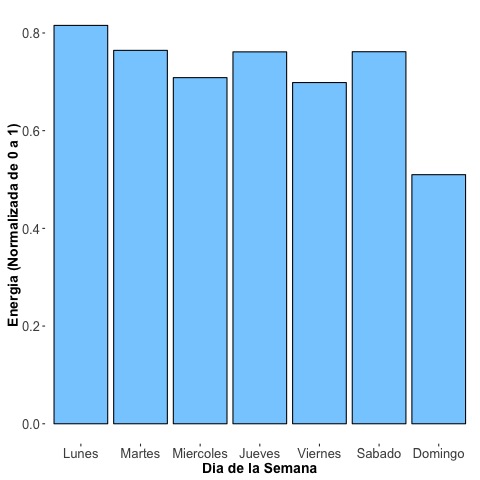 Energia (Normalizada de 0 a 1)
0.8
0.6
0.4
0.2
0.0
Lunes Martes Miercoles Jueves Viernes Sabado Domingo
Dia de la Semana